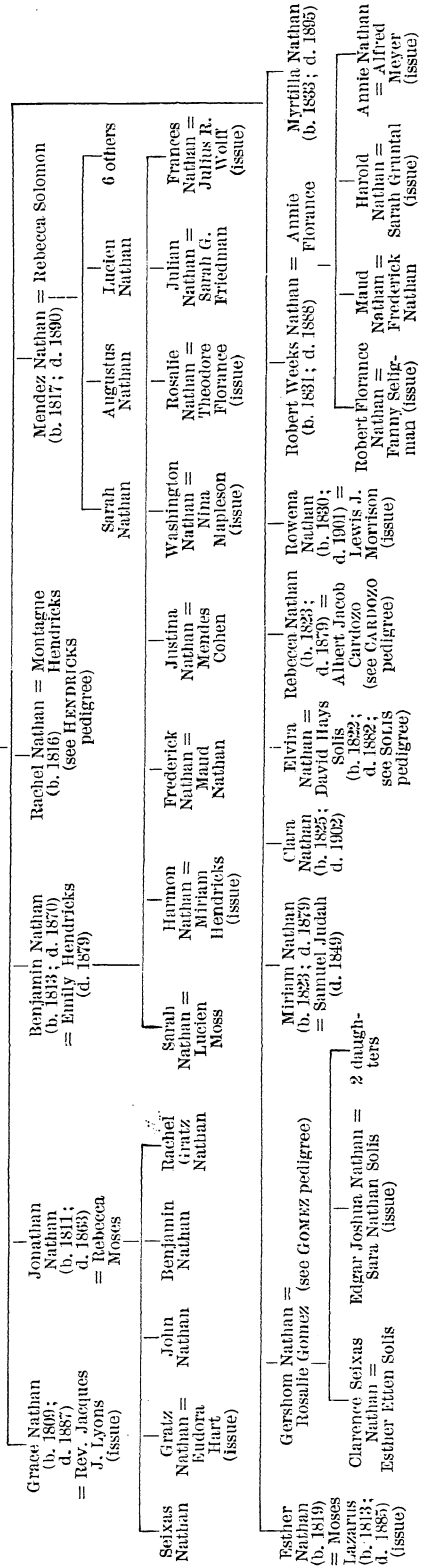 Grace Nathan
(b. 1809;
d. 1887)
= Rev. Jacques
J. Lyons
(issue)
Jonathan
Nathan
(b. 1811;
d. 1863)
= Rebecca
Moses
Benjamin Nathan
(b. 1813; d. 1870)
= Emily Hendricks
(d. 1879)
Rachel Nathan = Montague
(b. 1816) Hendricks
(see HENDRICKS
pedigree)
Mendez Nathan = Rebecca Solomon
(b. 1817; d. 1890)
Sarah
Nathan
Augustus
Nathan
Lucien
Nathan
6 others
Seixas
Nathan
Gratz
Nathan =
Eudora
Hart
(issue)
John
Nathan
Benjamin
Nathan
Rachel
Gratz
Nathan
Sarah
Nathan =
Lucien
Moss
Harmon
Nathan =
Miriam
Hendricks
(issue)
Frederick
Nathan =
Maud
Nathan
Justina
Nathan =
Mendes
Cohen
Washington
Nathan =
Nina
Mapleson
(issue)
Rosalie
Nathan =
Theodore
Florance
(issue)
Julian
Nathan =
Sarah G.
Friedman
Frances
Nathan =
Julius R.
Wolff
(issue)
Esther
Nathan
(b. 1819)
= Moses
Lazarus
(b. 1813;
d. 1885)
(issue)
Gershom Nathan =
Rosalie Gomez (see GOMEZ pedigree)
Miriam Nathan
(b. 1823; d. 1879)
= Samuel Judah
(d. 1849)
Clara
Nathan
(b. 1825;
d. 1902)
Elvira
Nathan =
David Hays
Solis
(b. 1822;
d. 1882;
see SOLIS
pedigree)
Rebecca Nathan
(b. 1823;
d. 1879) =
Albert Jacob
Cardozo
(see CARDOZO
pedigree)
Rowena
Nathan
(b. 1830;
d. 1901) =
Lewis J.
Morrison
(issue)
Robert Weeks Nathan = Annie
(b. 1831; d. 1888) Florance
Myrtilla Nathan
(b. 1833; d. 1895)
Clarence Seixas
Nathan =
Esther Etten Solis
Edgar Joshua Nathan =
Sara Nathan Solis
(issue)
2 daugh-
ters
Robert Florance
Nathan =
Fanny Selig-
man (issue)
Maud
Nathan =
Frederick
Nathan
Harold
Nathan =
Sarah Gruntal
(issue)
Annie Nathan
= Alfred
Meyer
(issue)